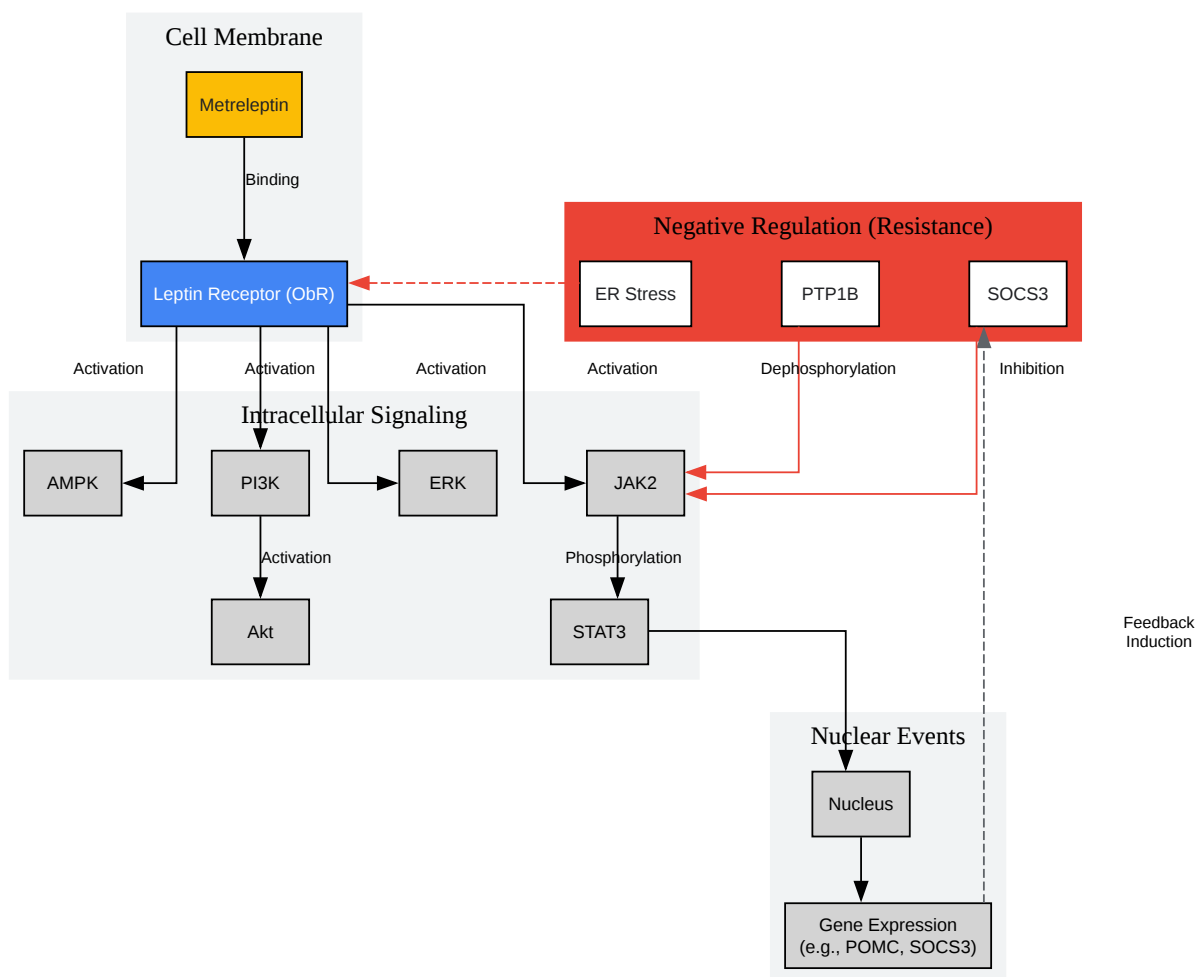 Cell Membrane
Metreleptin
Binding
Negative Regulation (Resistance)
Leptin Receptor (ObR)
ER Stress
PTP1B
SOCS3
Activation
Activation
Activation
Activation
Dephosphorylation
Inhibition
Intracellular Signaling
AMPK
PI3K
ERK
JAK2
Activation
Phosphorylation
Akt
STAT3
Feedback
Induction
Nuclear Events
Nucleus
Gene Expression
(e.g., POMC, SOCS3)